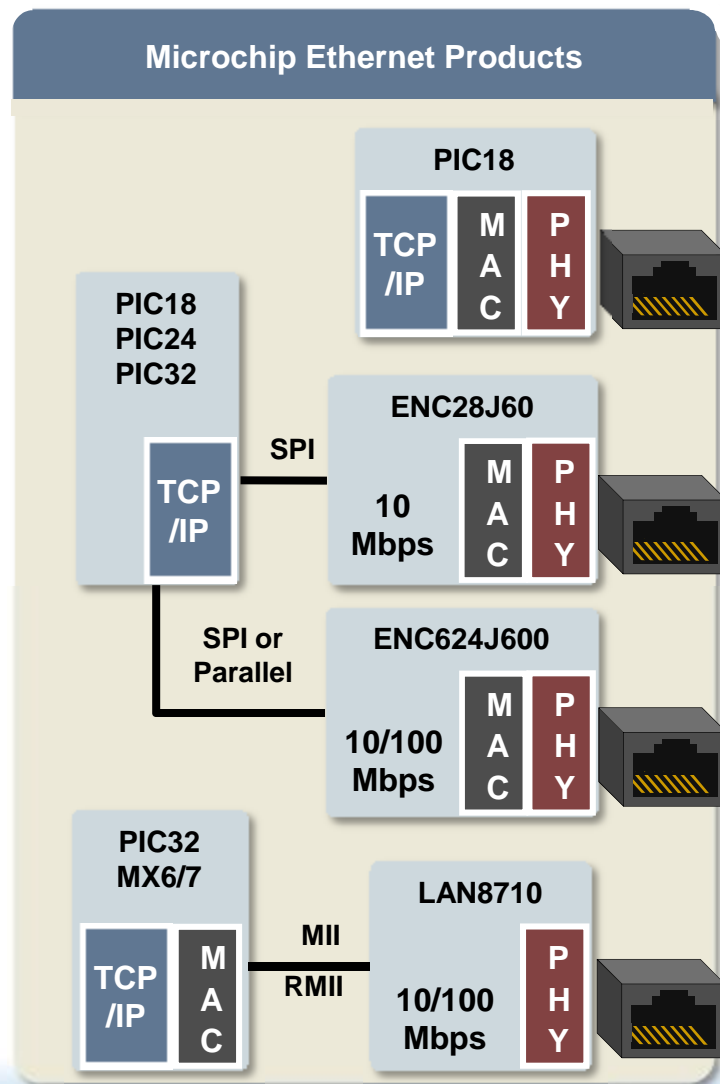 Microchip Ethernet Products
PIC18
TCP
/IP
M
A
C
P
H
Y
PIC18
PIC24
PIC32
TCP
/IP
SPI
ENC28J60
10
Mbps
M
A
C
P
H
Y
SPI or
Parallel
ENC624J600
10/100
Mbps
M
A
C
P
H
Y
PIC32
MX6/7
TCP
/IP
M
A
C
MII
RMII
LAN8710
10/100
Mbps
P
H
Y